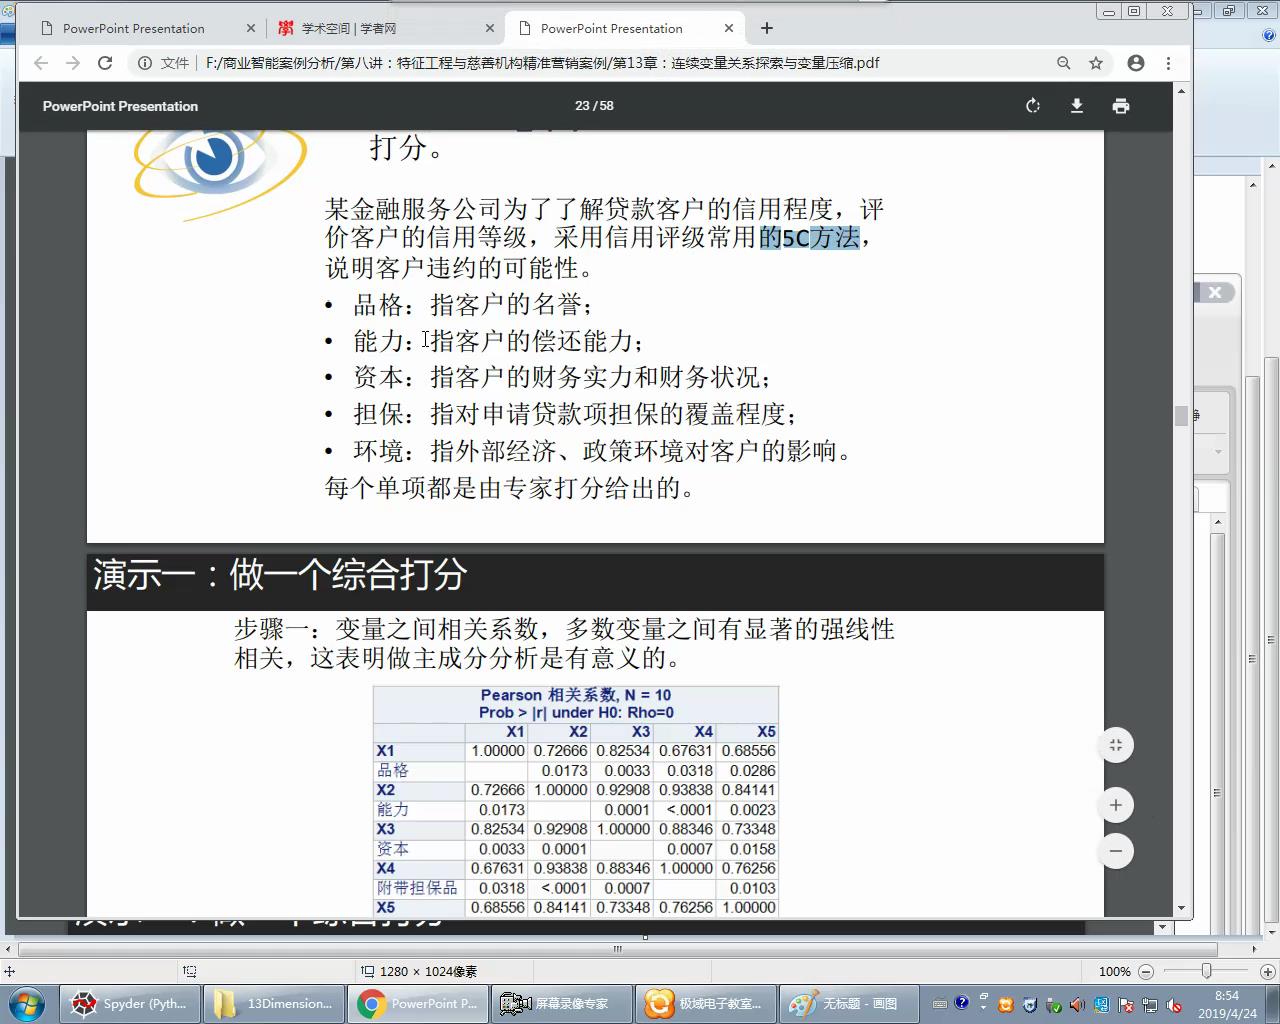 PowerPoint Presentation
学术空间 | 学者网
PowerPoint Presentation
文件 F:/商业智能案例分析/第八讲：特征工程与慈善机构精准营销案例/第13章：连续变量关系探索与变量压缩.pdf
PowerPoint Presentation
23 / 58
打分。
某金融服务公司为了了解贷款客户的信用程度，评
价客户的信用等级，采用信用评级常用的5C方法，
说明客户违约的可能性。
• 品格：指客户的名誉；
• 能力：指客户的偿还能力；
• 资本：指客户的财务实力和财务状况；
• 担保：指对申请贷款项担保的覆盖程度；
• 环境：指外部经济、政策环境对客户的影响。
每个单项都是由专家打分给出的。
演示一：做一个综合打分
步骤一：变量之间相关系数，多数变量之间有显著的强线性
相关，这表明做主成分分析是有意义的。
Pearson 相关系数, N = 10
Prob > |r| under H0: Rho=0
X1 X2 X3 X4 X5
X1 1.00000 0.72666 0.82534 0.67631 0.68556
品格 0.0173 0.0033 0.0318 0.0286
X2 0.72666 1.00000 0.92908 0.93838 0.84141
能力 0.0173 0.0001 <.0001 0.0023
X3 0.82534 0.92908 1.00000 0.88346 0.73348
资本 0.0033 0.0001 0.0007 0.0158
X4 0.67631 0.93838 0.88346 1.00000 0.76256
附带担保品 0.0318 <.0001 0.0007 0.0103
X5 0.68556 0.84141 0.73348 0.76256 1.00000
1280 × 1024像素
100%
Spyder (Pyth...
13Dimension...
PowerPoint P...
屏幕录像专家
极域电子教室...
无标题 - 画图
8:54
2019/4/24